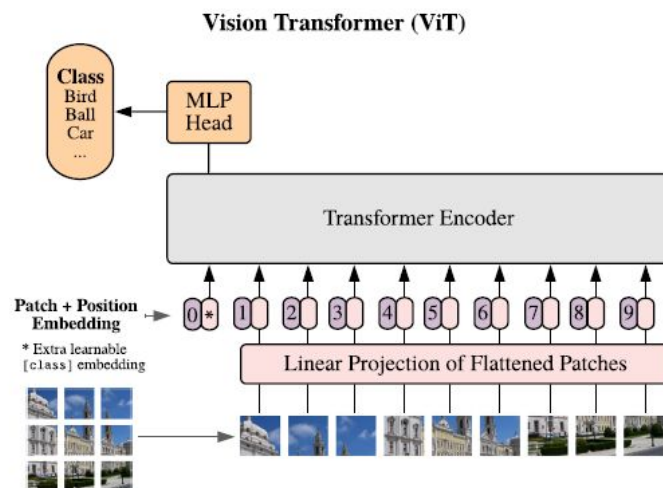 Vision Transformer (ViT)
Class
Bird
Ball
Car
...
MLP
Head
Transformer Encoder
Patch + Position
Embedding
0 * 1 2 3 4 5 6 7 8 9
* Extra learnable
[class] embedding
Linear Projection of Flattened Patches